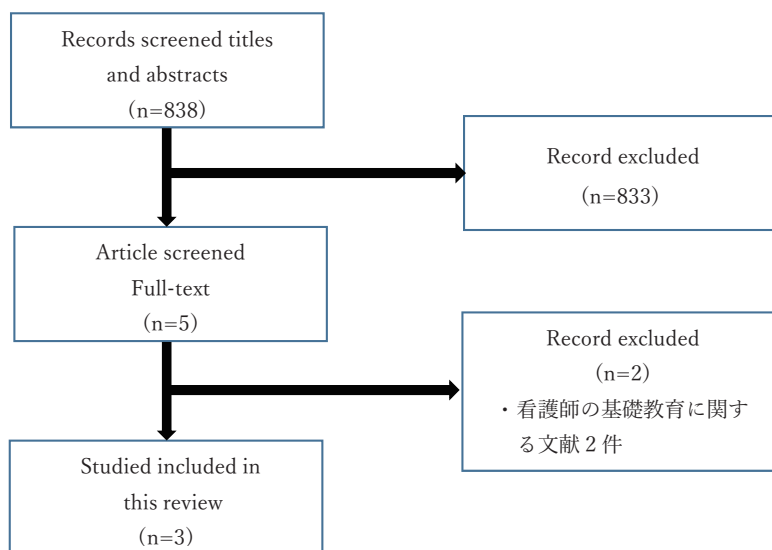 Records screened titles
and abstracts
(n=838)
Record excluded
(n=833)
Article screened
Full-text
(n=5)
Record excluded
(n=2)
・看護師の基礎教育に関す
る文献２件
Studied included in
this review
(n=3)